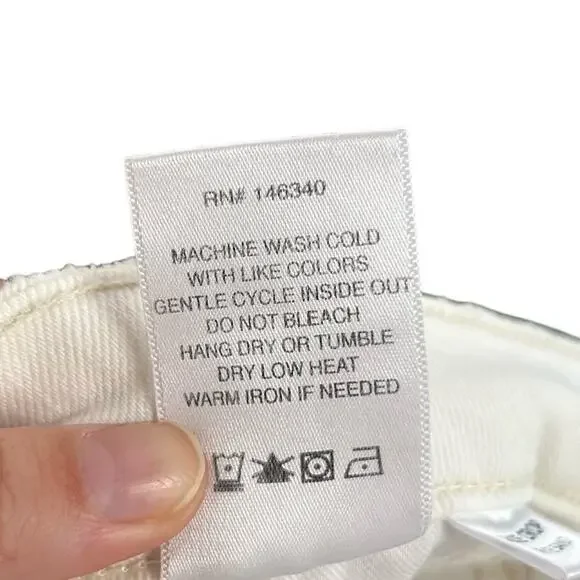 RN# 146340
MACHINE WASH COLD
WITH LIKE COLORS
GENTLE CYCLE INSIDE OUT
DO NOT BLEACH
HANG DRY OR TUMBLE
DRY LOW HEAT
WARM IRON IF NEEDED